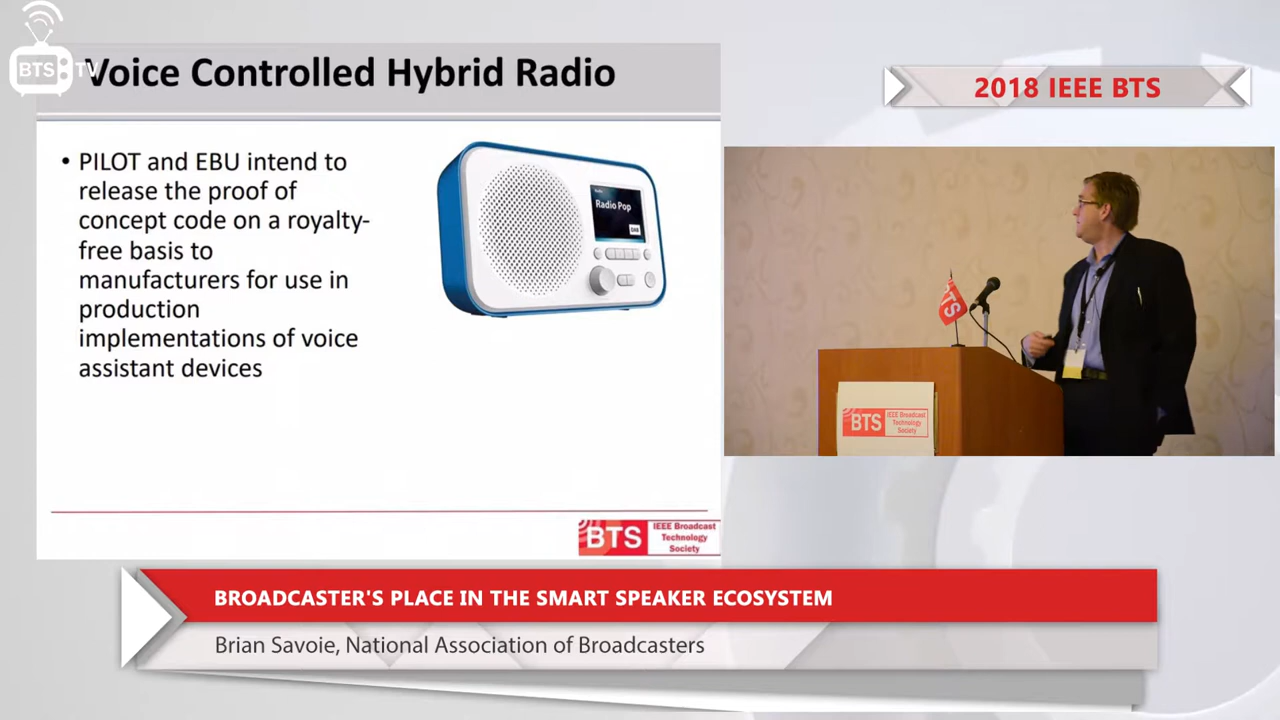 BTS TV
Voice Controlled Hybrid Radio
2018 IEEE BTS
• PILOT and EBU intend to
release the proof of
concept code on a royalty-
free basis to
manufacturers for use in
production
implementations of voice
assistant devices
Radio Pop
BTS
BTS
IEEE Broadcast
Technology
Society
BTS
IEEE Broadcast
Technology
Society
BROADCASTER'S PLACE IN THE SMART SPEAKER ECOSYSTEM
Brian Savoie, National Association of Broadcasters